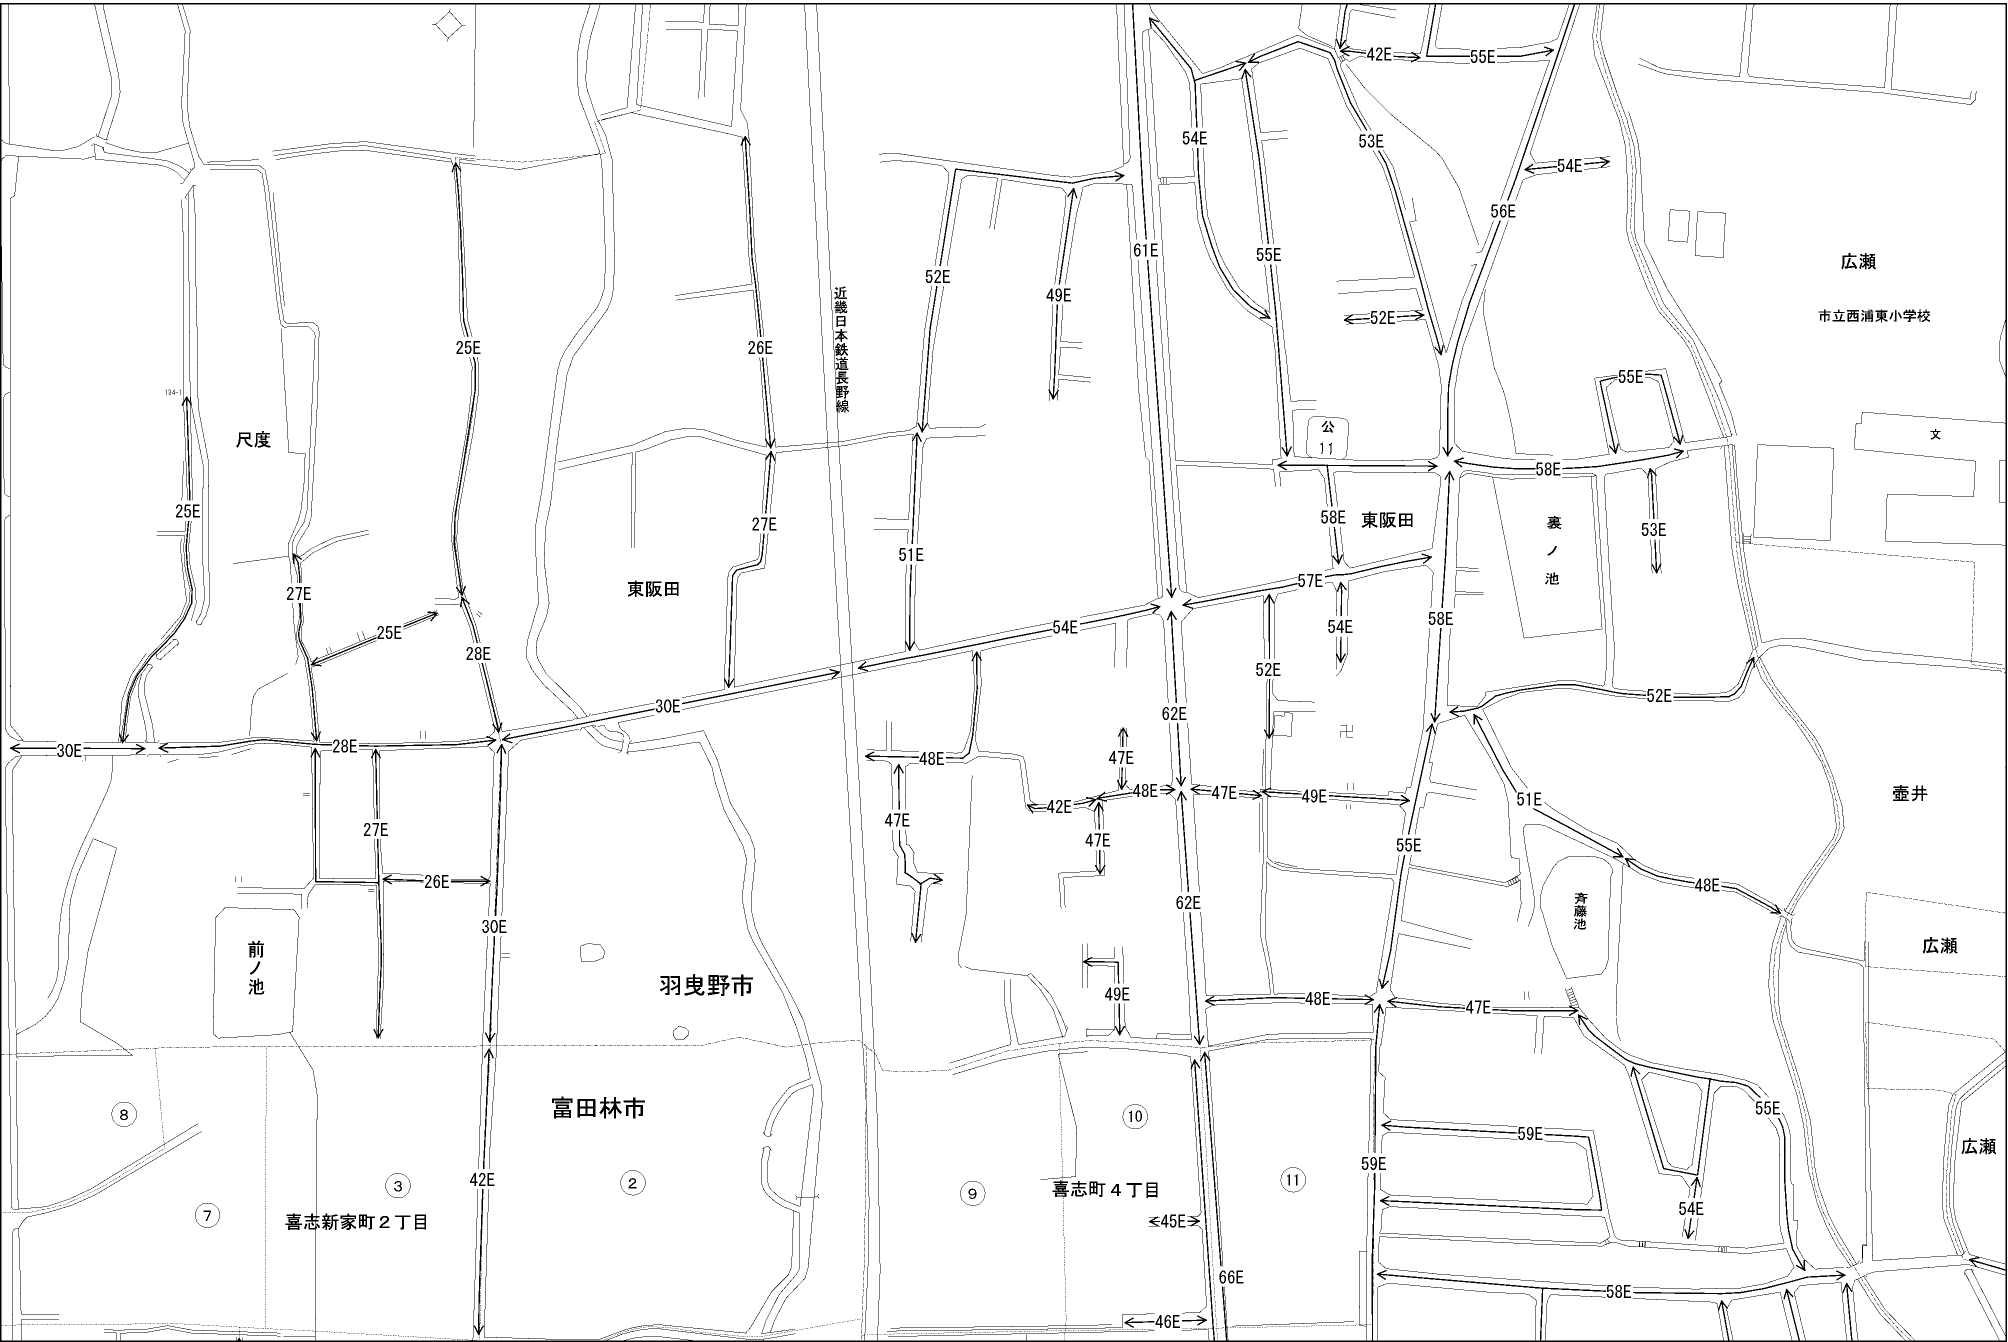 42E
55E
54E
53E
54E
56E
61E
55E
52E
49E
広瀬
近畿日本鉄道長野線
市立西浦東小学校
52E
25E
26E
55E
134-1
尺度
公
11
文
58E
25E
27E
51E
58E
東阪田
裏ノ池
53E
27E
東阪田
57E
25E
28E
54E
54E
58E
52E
52E
30E
62E
30E
28E
48E
47E
48E
42E
47E
49E
51E
壺井
27E
47E
47E
55E
26E
48E
62E
斉藤池
30E
前ノ池
広瀬
羽曳野市
49E
48E
47E
富田林市
55E
8
10
59E
広瀬
59E
42E
3
2
9
喜志町４丁目
11
7
喜志新家町２丁目
45E
54E
66E
58E
46E